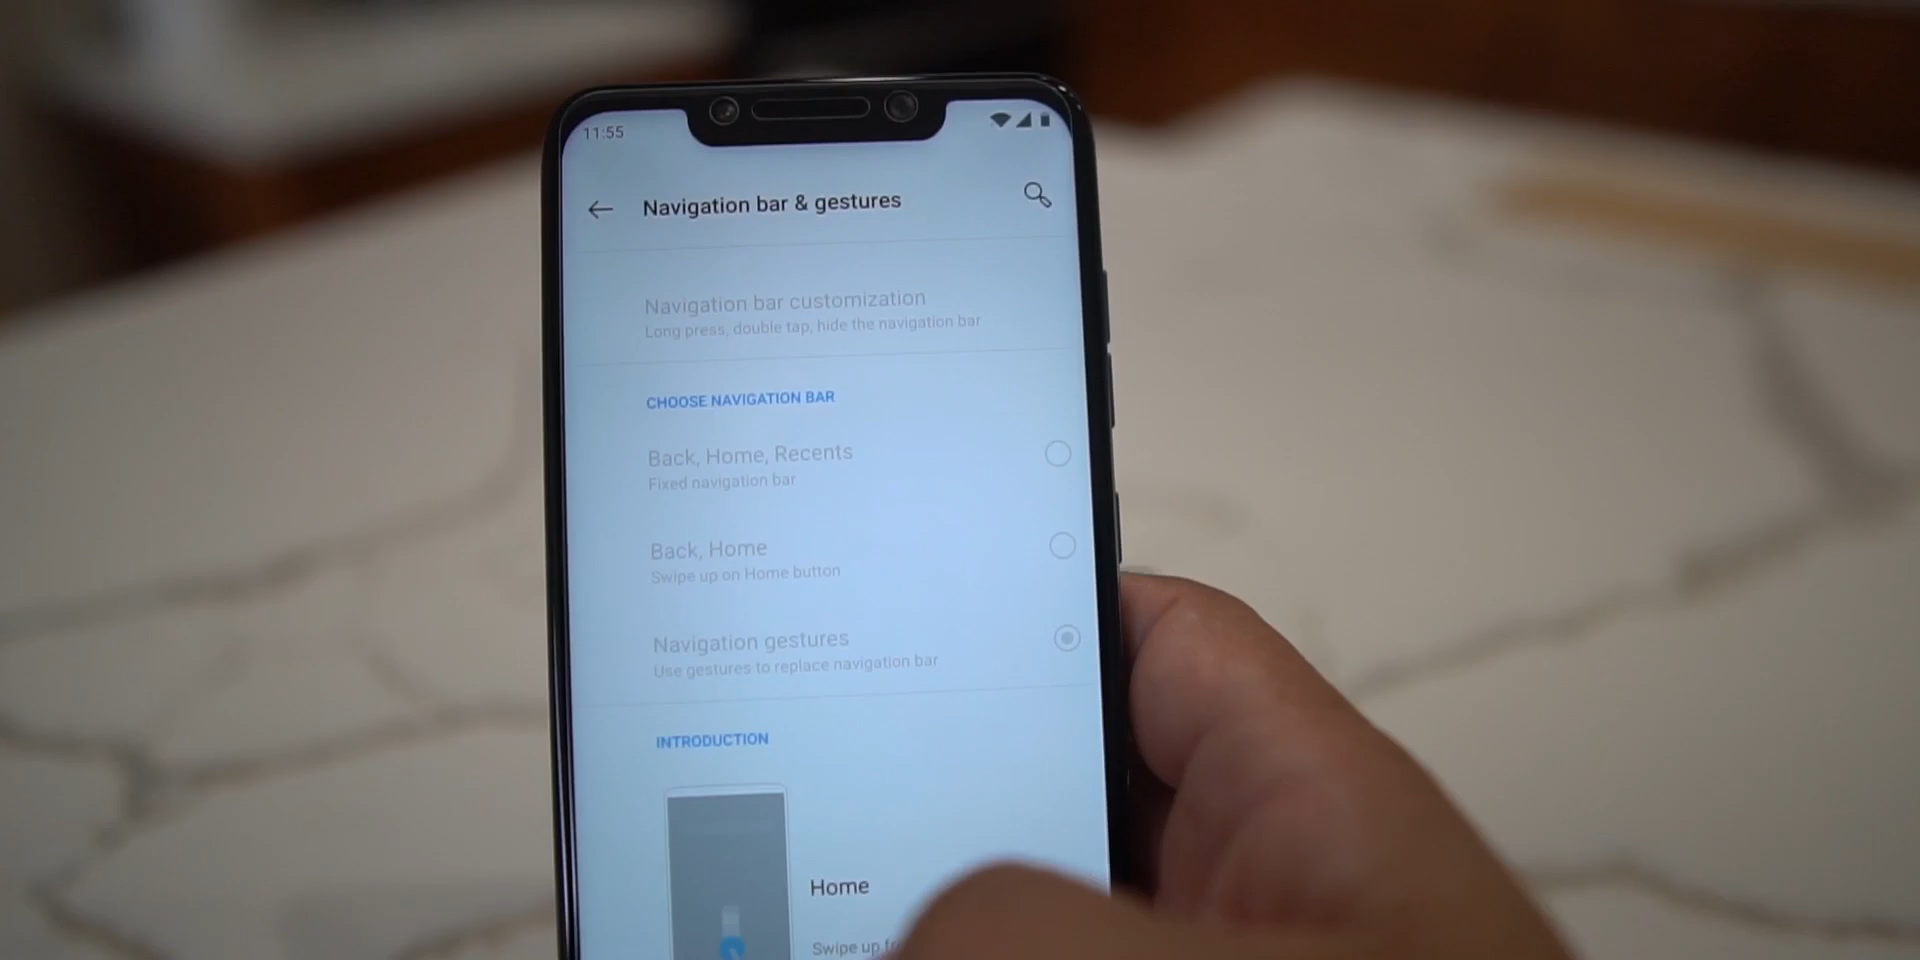 11:55
Navigation bar & gestures
Navigation bar customization
Long press, double tap, hide the navigation bar
CHOOSE NAVIGATION BAR
Back, Home, Recents
Fixed navigation bar
Back, Home
Swipe up on Home button
Navigation gestures
Use gestures to replace navigation bar
INTRODUCTION
Home
Swipe up